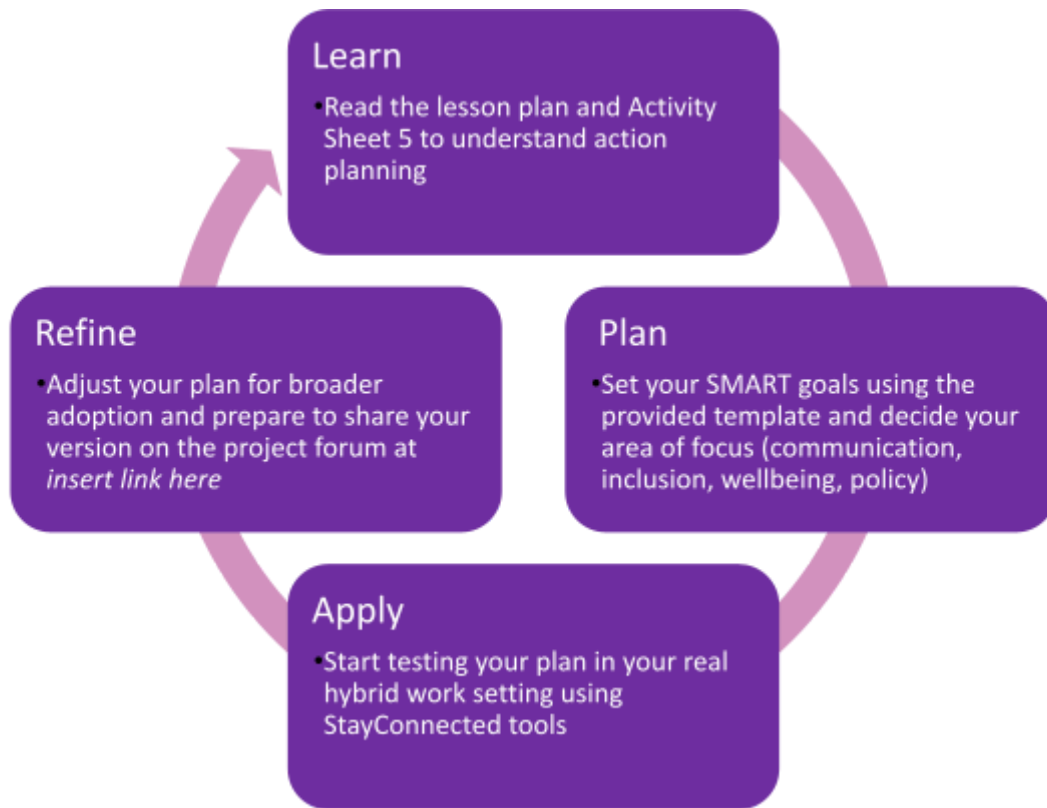 Learn
•Read the lesson plan and Activity
Sheet 5 to understand action
planning
Plan
•Set your SMART goals using the
provided template and decide your
area of focus (communication,
inclusion, wellbeing, policy)
Apply
•Start testing your plan in your real
hybrid work setting using
StayConnected tools
Refine
•Adjust your plan for broader
adoption and prepare to share your
version on the project forum at
insert link here